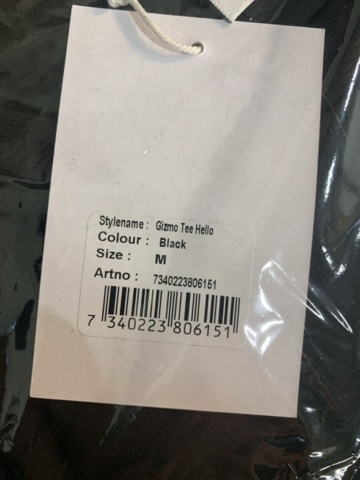 Stylename : Gizmo Tee Hello
Colour : Black
Size : M
Artno : 7340223806151
7 340223 806151